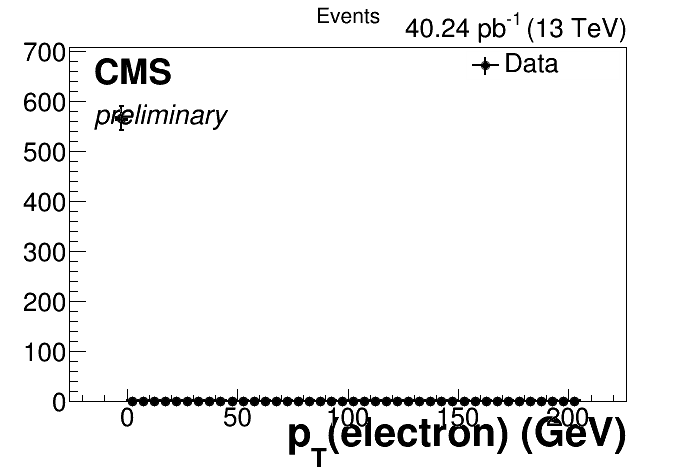 Events
40.24 pb-1 (13 TeV)
700
CMS
Data
600
preliminary
500
400
300
200
100
0
0 50 100 150 200
pT(electron) (GeV)